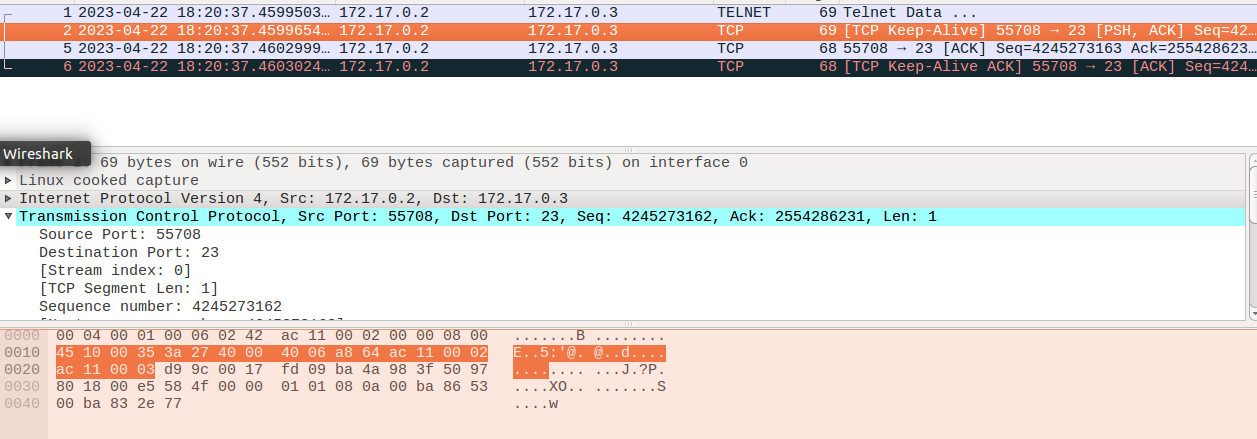 1 2023-04-22 18:20:37.4599503… 172.17.0.2 172.17.0.3 TELNET 69 Telnet Data ...
2 2023-04-22 18:20:37.4599654… 172.17.0.2 172.17.0.3 TCP 69 [TCP Keep-Alive] 55708 → 23 [PSH, ACK] Seq=42…
5 2023-04-22 18:20:37.4602999… 172.17.0.2 172.17.0.3 TCP 68 55708 → 23 [ACK] Seq=4245273163 Ack=255428623…
6 2023-04-22 18:20:37.4603024… 172.17.0.2 172.17.0.3 TCP 68 [TCP Keep-Alive ACK] 55708 → 23 [ACK] Seq=424…
Wireshark
69 bytes on wire (552 bits), 69 bytes captured (552 bits) on interface 0
Linux cooked capture
Internet Protocol Version 4, Src: 172.17.0.2, Dst: 172.17.0.3
Transmission Control Protocol, Src Port: 55708, Dst Port: 23, Seq: 4245273162, Ack: 2554286231, Len: 1
Source Port: 55708
Destination Port: 23
[Stream index: 0]
[TCP Segment Len: 1]
Sequence number: 4245273162
0000 00 04 00 01 00 06 02 42 ac 11 00 02 00 00 08 00 .......B ........
0010 45 10 00 35 3a 27 40 00 40 06 a8 64 ac 11 00 02 E..5:'@. @..d....
0020 ac 11 00 03 d9 9c 00 17 fd 09 ba 4a 98 3f 50 97 ........ ...J.?P.
0030 80 18 00 e5 58 4f 00 00 01 01 08 0a 00 ba 86 53 ....XO.. .......S
0040 00 ba 83 2e 77 ....w